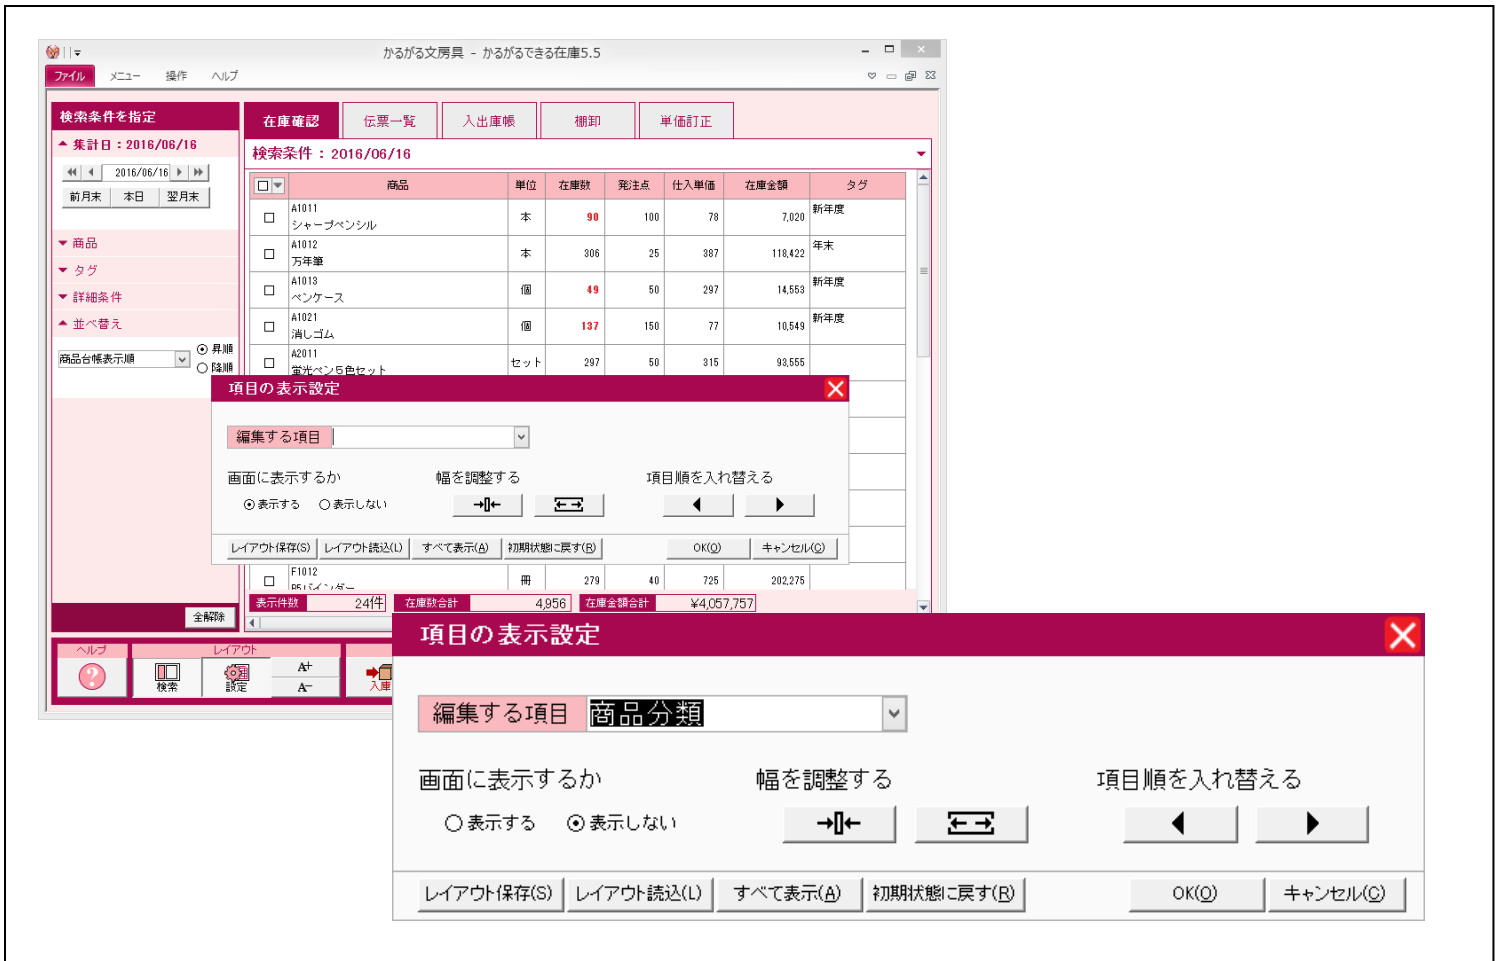 かるがる文房具 - かるがるできる在庫5.5
ファイル メニュー 操作 ヘルプ
検索条件を指定
集計日：2016/06/16
2016/06/16
前月末 本日 翌月末
商品
タグ
詳細条件
並べ替え
商品台帳表示順
昇順
降順
全解除
在庫確認 伝票一覧 入出庫帳 棚卸 単価訂正
検索条件：2016/06/16
商品 単位 在庫数 発注点 仕入単価 在庫金額 タグ
A1011
シャープペンシル 本 90 100 78 7,020 新年度
A1012
万年筆 本 306 25 387 118,422 年末
A1013
ペンケース 個 49 50 297 14,553 新年度
A1021
消しゴム 個 137 150 77 10,549 新年度
A2011
蛍光ペン5色セット セット 297 50 315 93,555
項目の表示設定
編集する項目
画面に表示するか 幅を調整する 項目順を入れ替える
表示する 表示しない
レイアウト保存(S) レイアウト読込(L) すべて表示(A) 初期状態に戻す(R) OK(O) キャンセル(C)
F1012
B5バインダー 冊 279 40 725 202,275
表示件数 24件 在庫数合計 4,956 在庫金額合計 ¥4,057,757
ヘルプ レイアウト
検索 設定 A+ A− 入庫
項目の表示設定
編集する項目 商品分類
画面に表示するか 幅を調整する 項目順を入れ替える
表示する 表示しない
レイアウト保存(S) レイアウト読込(L) すべて表示(A) 初期状態に戻す(R) OK(O) キャンセル(C)